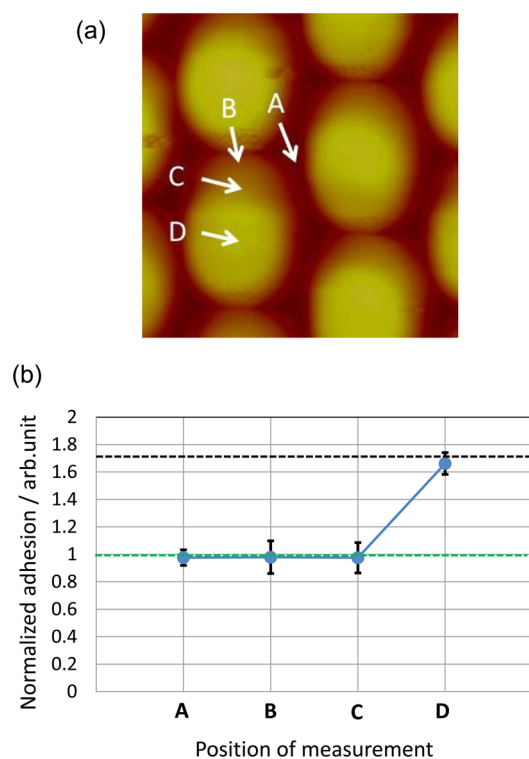 (a)
B
A
C
D
(b)
Normalized adhesion / arb.unit
2
1.8
1.6
1.4
1.2
1
0.8
0.6
0.4
0.2
0
A B C D
Position of measurement